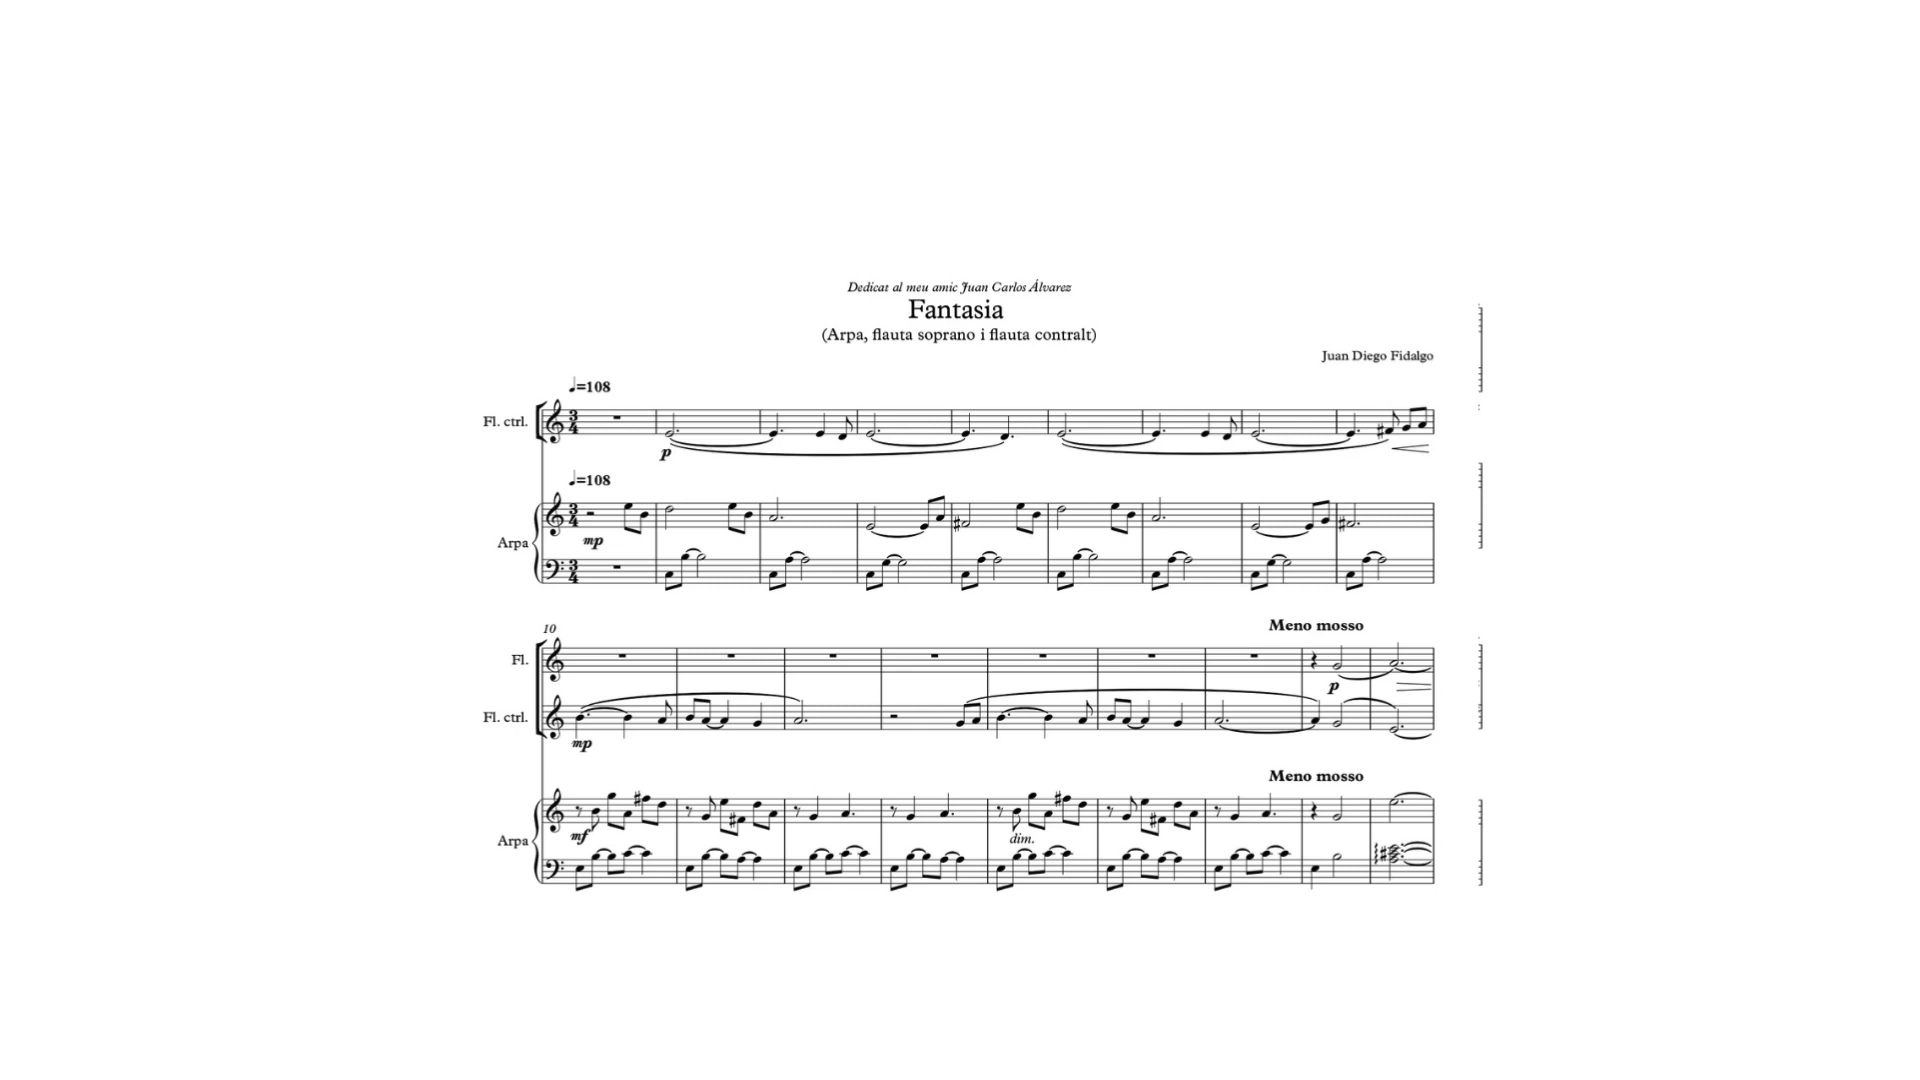 Dedicat al meu amic Juan Carlos Álvarez
Fantasia
(Arpa, flauta soprano i flauta contralt)
Juan Diego Fidalgo
♩=108
Fl. ctrl.
p
♩=108
mp
Arpa
10
Meno mosso
Fl.
p
Fl. ctrl.
mp
Meno mosso
mf
dim.
Arpa